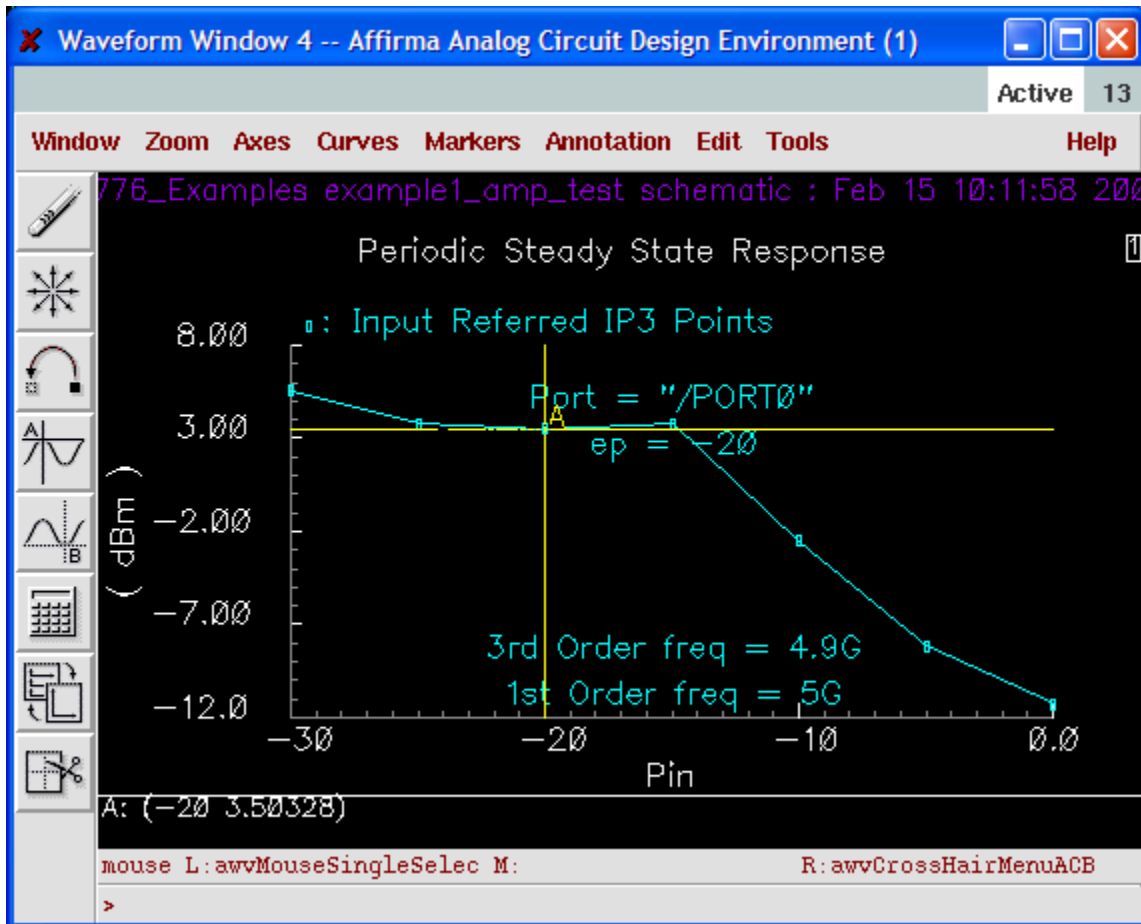 X Waveform Window 4 -- Affirma Analog Circuit Design Environment (1)
Active 13
Window Zoom Axes Curves Markers Annotation Edit Tools Help
776_Examples example1_amp_test schematic : Feb 15 10:11:58 200
Periodic Steady State Response
1
▯: Input Referred IP3 Points
8.00
Port = "/PORT0"
A
3.00
ep = -20
( dBm )
-2.00
-7.00
3rd Order freq = 4.9G
1st Order freq = 5G
-12.0
-30 -20 -10 0.0
Pin
A
B
A: (-20 3.50328)
mouse L:awvMouseSingleSelec M: R:awvCrossHairMenuACB
>